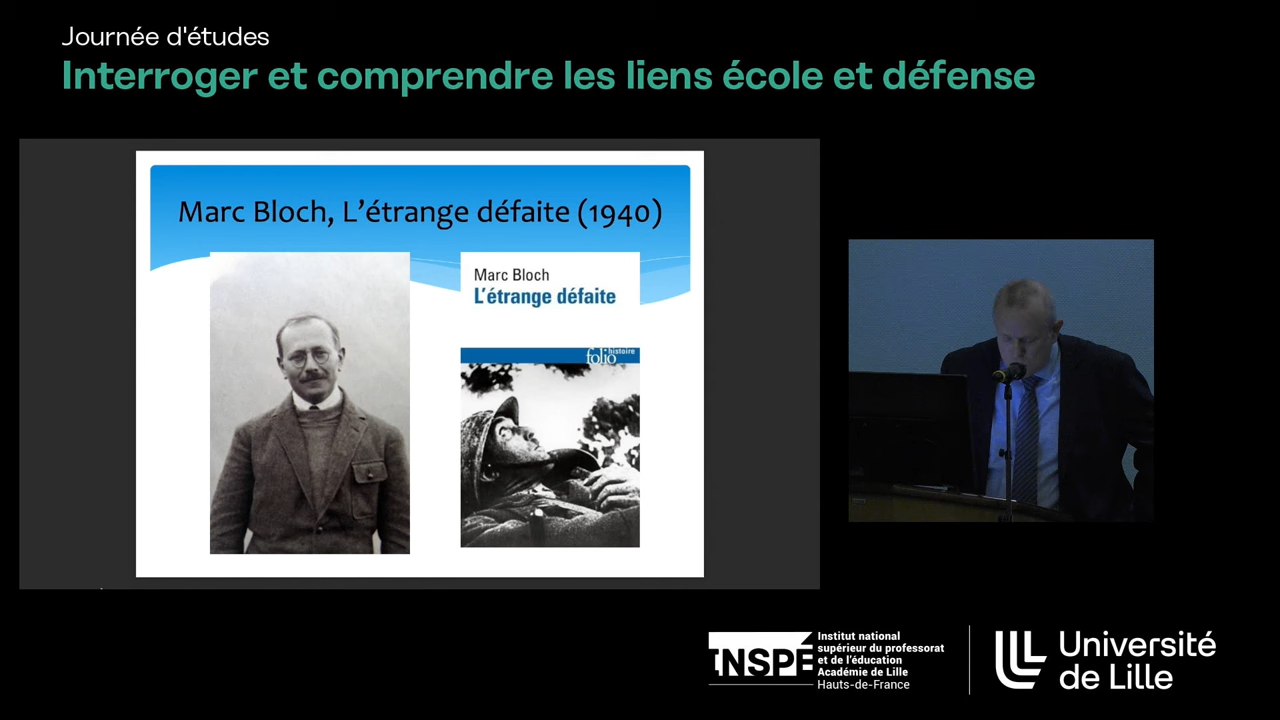 Journée d'études
Interroger et comprendre les liens école et défense
Marc Bloch, L’étrange défaite (1940)
Marc Bloch
L’étrange défaite
folio histoire
INSPÉ
Institut national
supérieur du professorat
et de l'éducation
Académie de Lille
Hauts-de-France
Université
de Lille